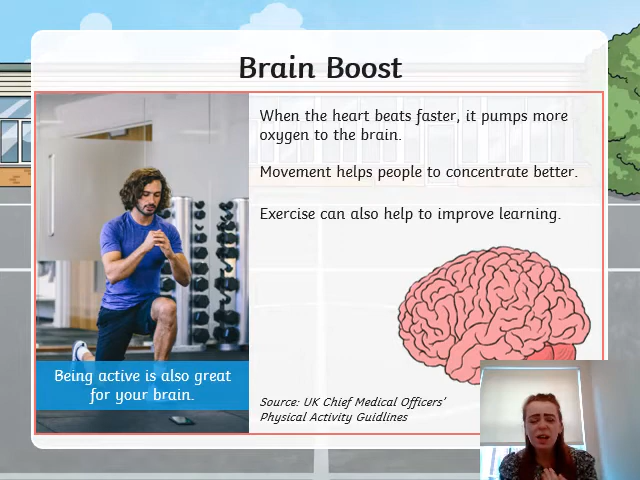 Brain Boost
When the heart beats faster, it pumps more
oxygen to the brain.
Movement helps people to concentrate better.
Exercise can also help to improve learning.
Being active is also great
for your brain.
Source: UK Chief Medical Officers'
Physical Activity Guidlines